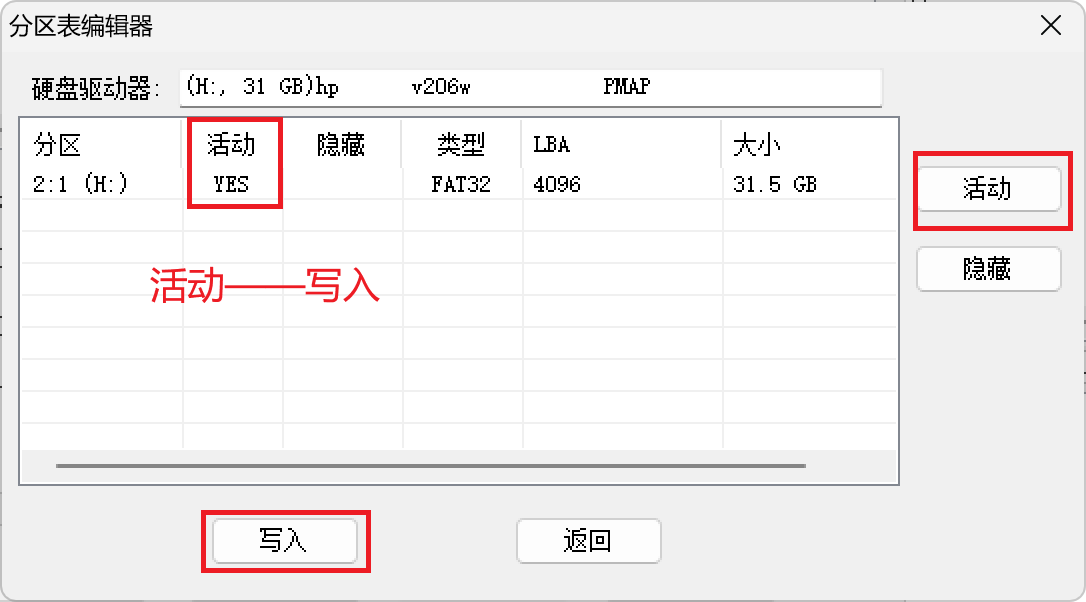 分区表编辑器
硬盘驱动器: (H:, 31 GB)hp v206w PMAP
分区 活动 隐藏 类型 LBA 大小
2:1 (H:) YES FAT32 4096 31.5 GB
活动
隐藏
活动——写入
写入 返回